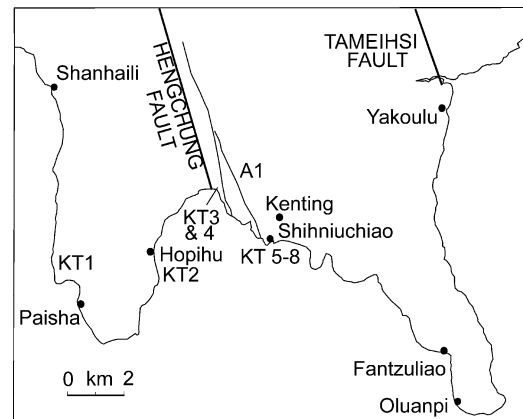 Shanhaili
HENGCHUNG
FAULT
TAMEIHSI
FAULT
Yakoulu
A1
Kenting
KT3
& 4
Shihniuchiao
KT 5-8
Hopihu
KT2
KT1
Paisha
Fantzuliao
Oluanpi
0 km 2